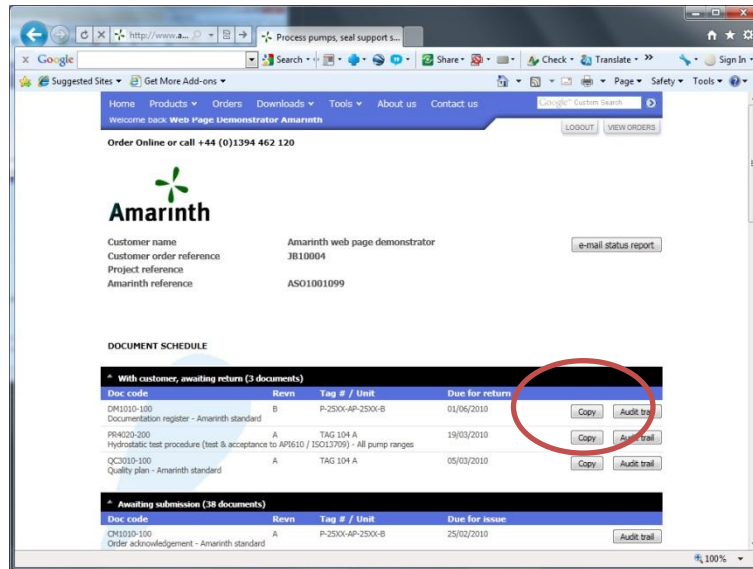 http://www.a...
Process pumps, seal support s...
x Google
Search
Share
Check
Translate
Sign In
Suggested Sites
Get More Add-ons
Page
Safety
Tools
Home Products Orders Downloads Tools About us Contact us
Google™ Custom Search
Welcome back Web Page Demonstrator Amarinth
LOGOUT VIEW ORDERS
Order Online or call +44 (0)1394 462 120
Amarinth
Customer name Amarinth web page demonstrator e-mail status report
Customer order reference JB10004
Project reference
Amarinth reference ASO1001099
DOCUMENT SCHEDULE
With customer, awaiting return (3 documents)
Doc code Revn Tag # / Unit Due for return
DM1010-100 B P-25XX-AP-25XX-B 01/06/2010 Copy Audit trail
Documentation register - Amarinth standard
PR4020-200 A TAG 104 A 19/03/2010 Copy Audit trail
Hydrostatic test procedure (test & acceptance to API610 / ISO13709) - All pump ranges
QC3010-100 A TAG 104 A 05/03/2010 Copy Audit trail
Quality plan - Amarinth standard
Awaiting submission (38 documents)
Doc code Revn Tag # / Unit Due for issue
CM1010-100 A P-25XX-AP-25XX-B 25/02/2010 Audit trail
Order acknowledgement - Amarinth standard
100%